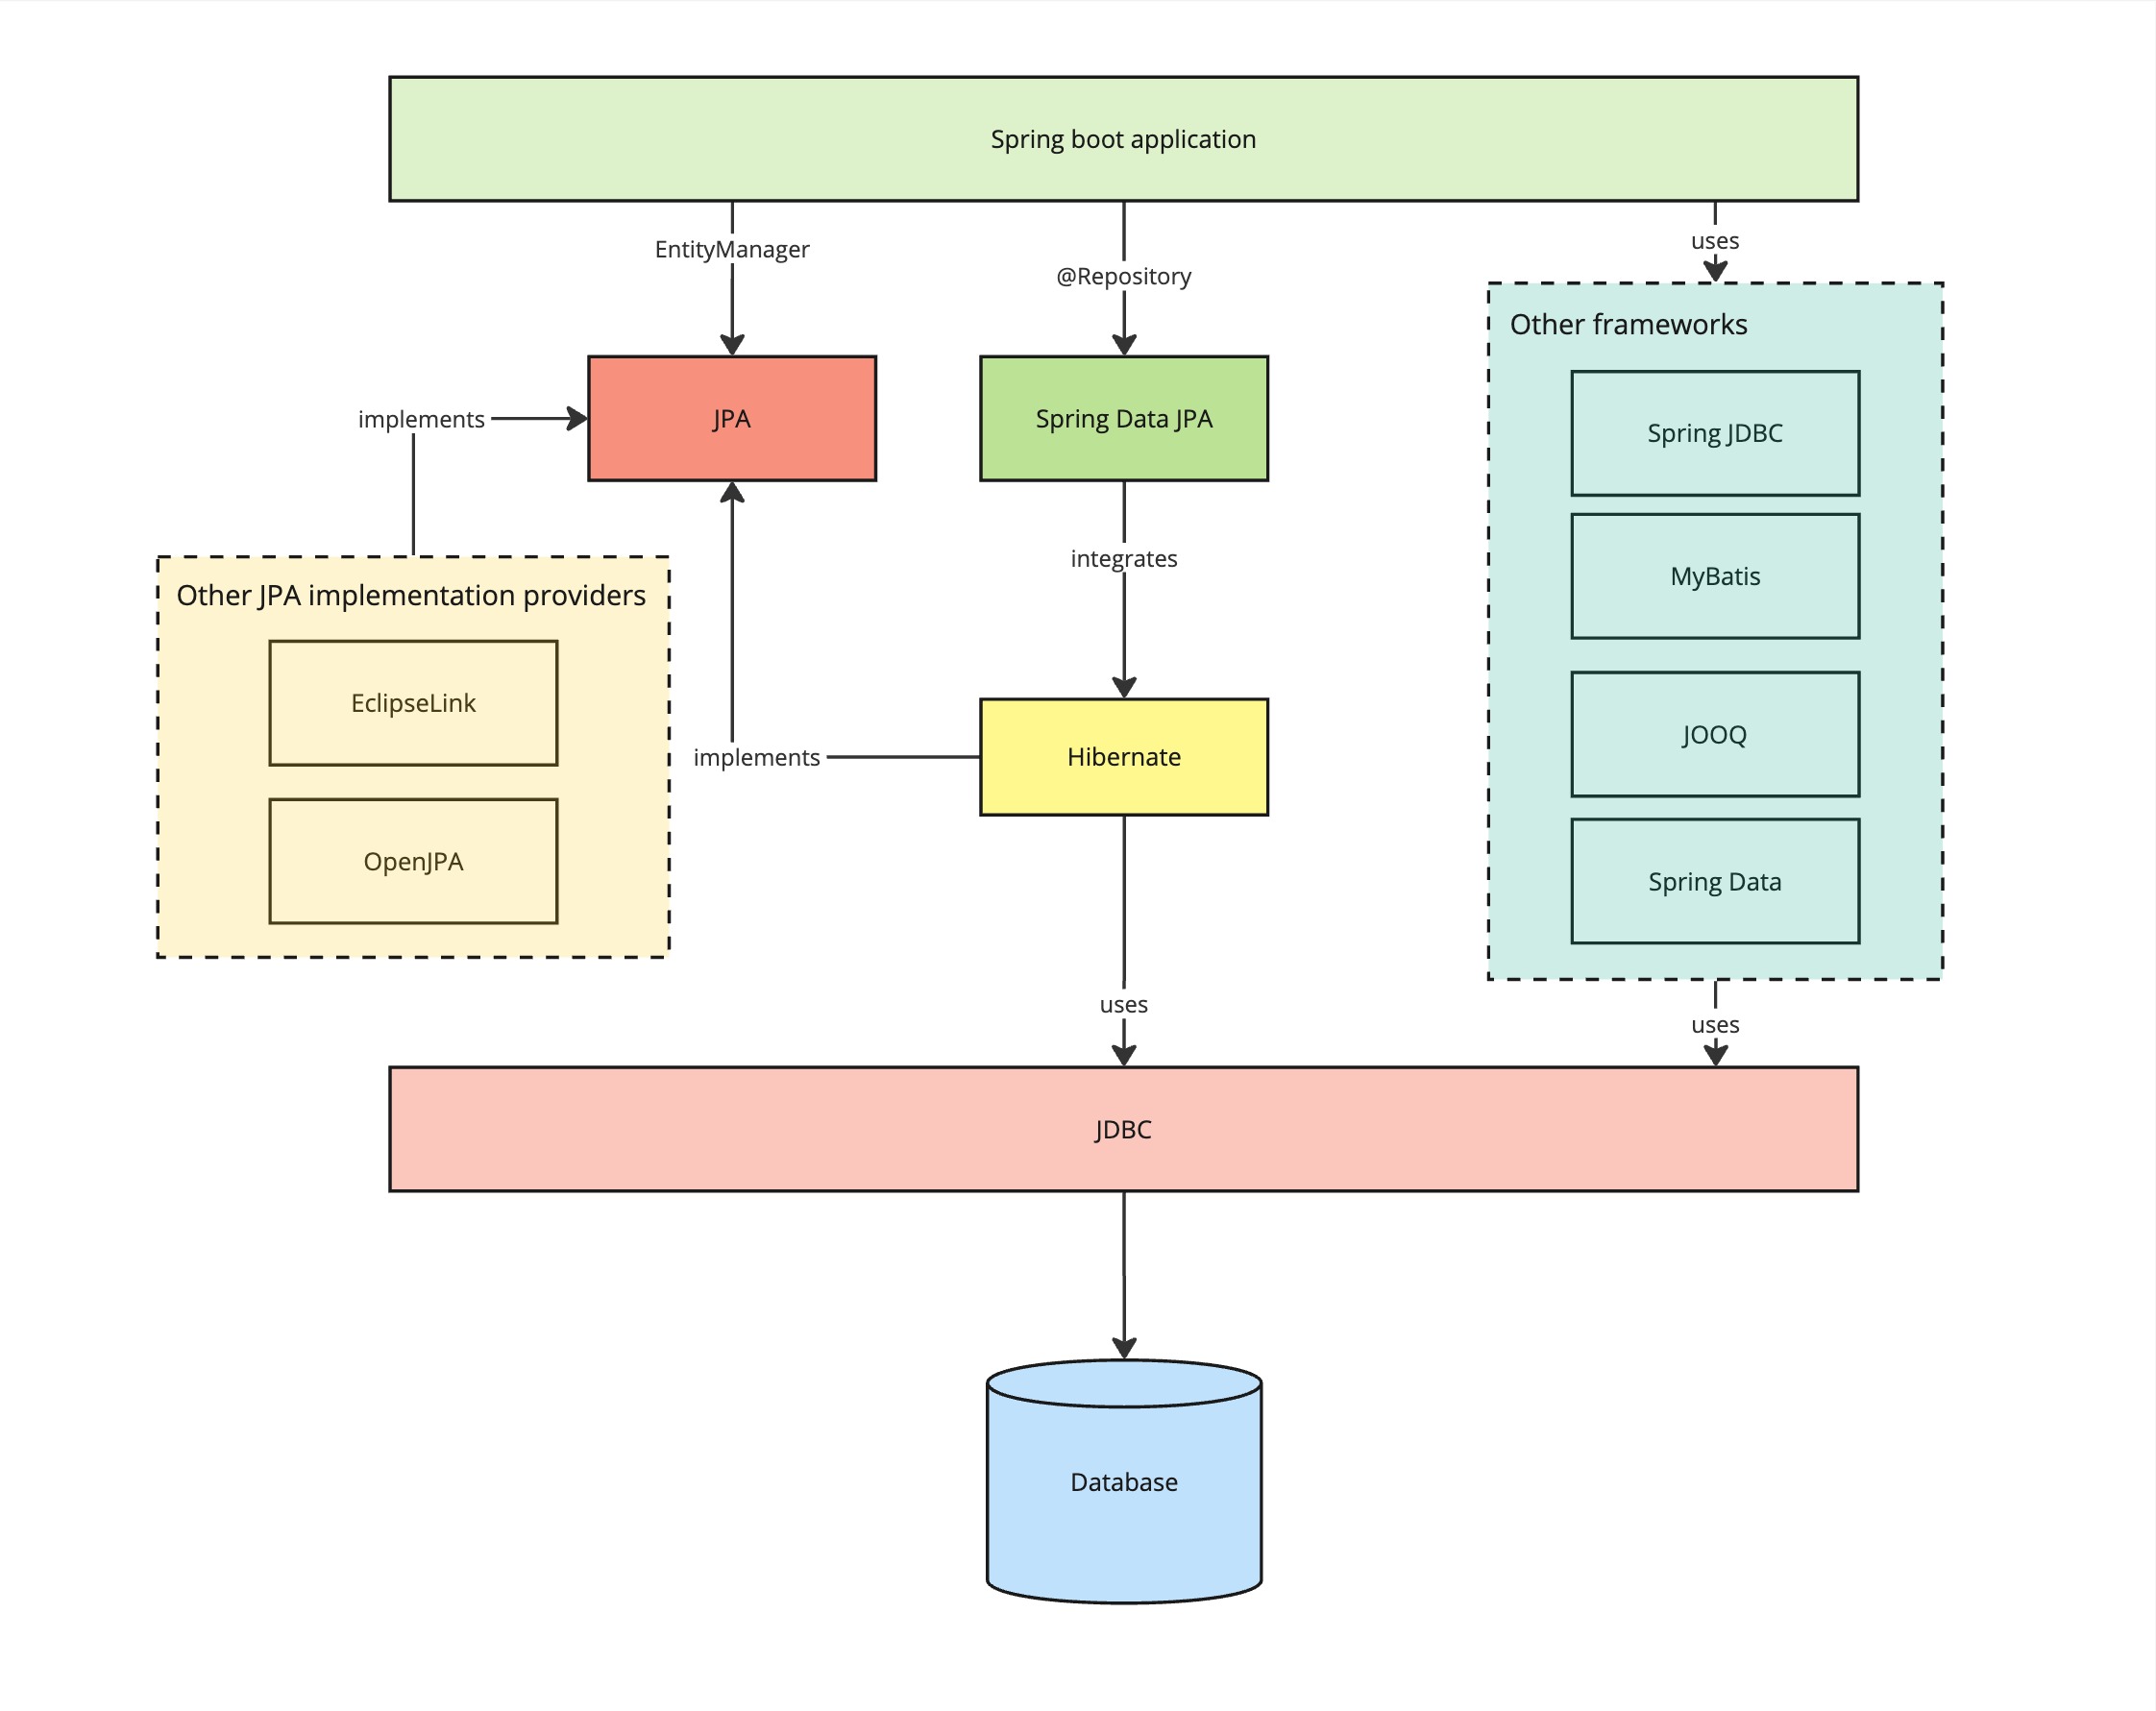 Spring boot application
EntityManager
@Repository
uses
Other frameworks
JPA
Spring Data JPA
implements
Spring JDBC
MyBatis
integrates
Other JPA implementation providers
EclipseLink
JOOQ
implements
Hibernate
OpenJPA
Spring Data
uses
uses
JDBC
Database